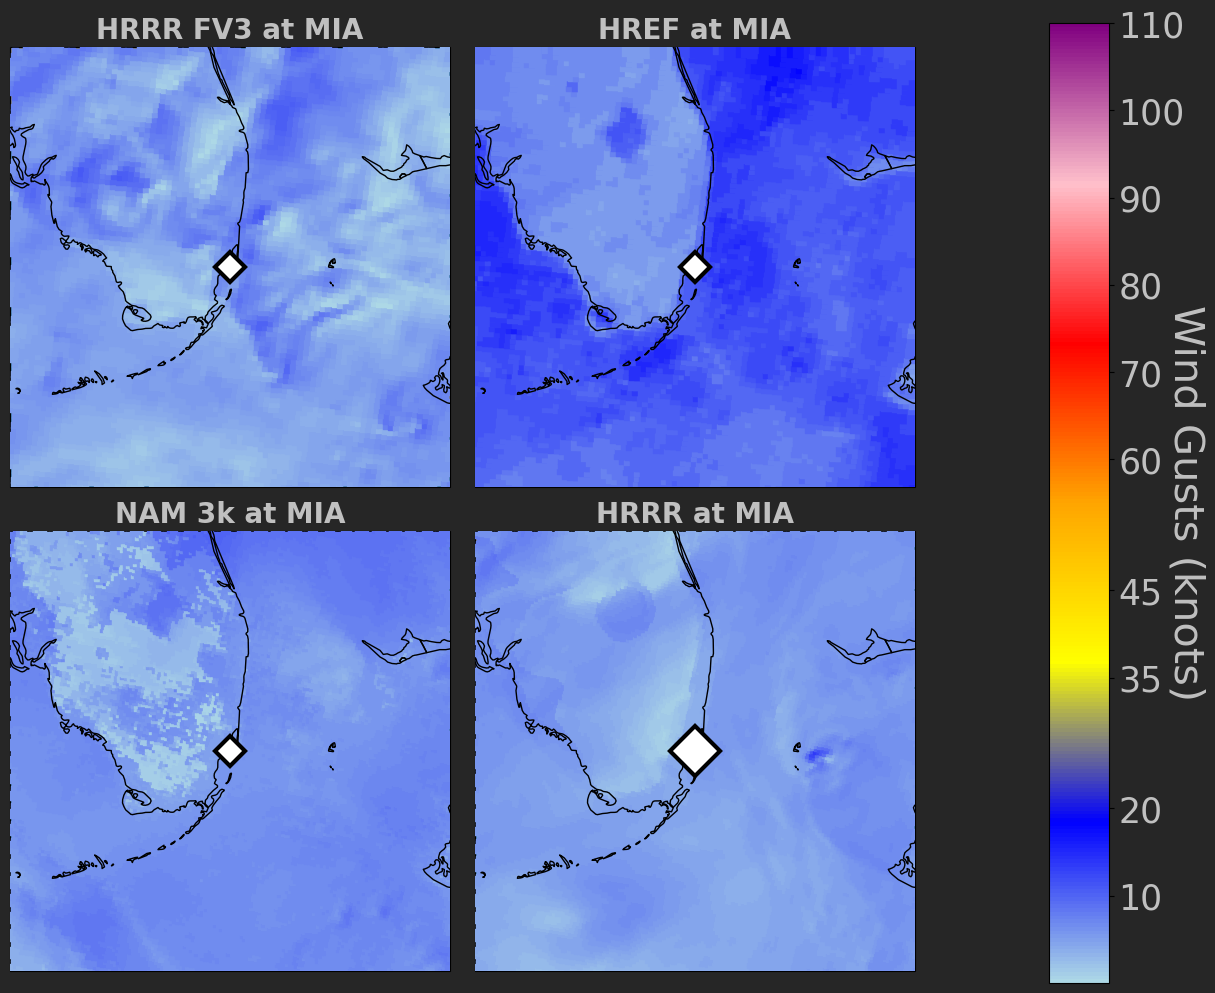 HRRR FV3 at MIA
HREF at MIA
NAM 3k at MIA
HRRR at MIA
110
100
90
80
70
60
45
35
20
10
Wind Gusts (knots)